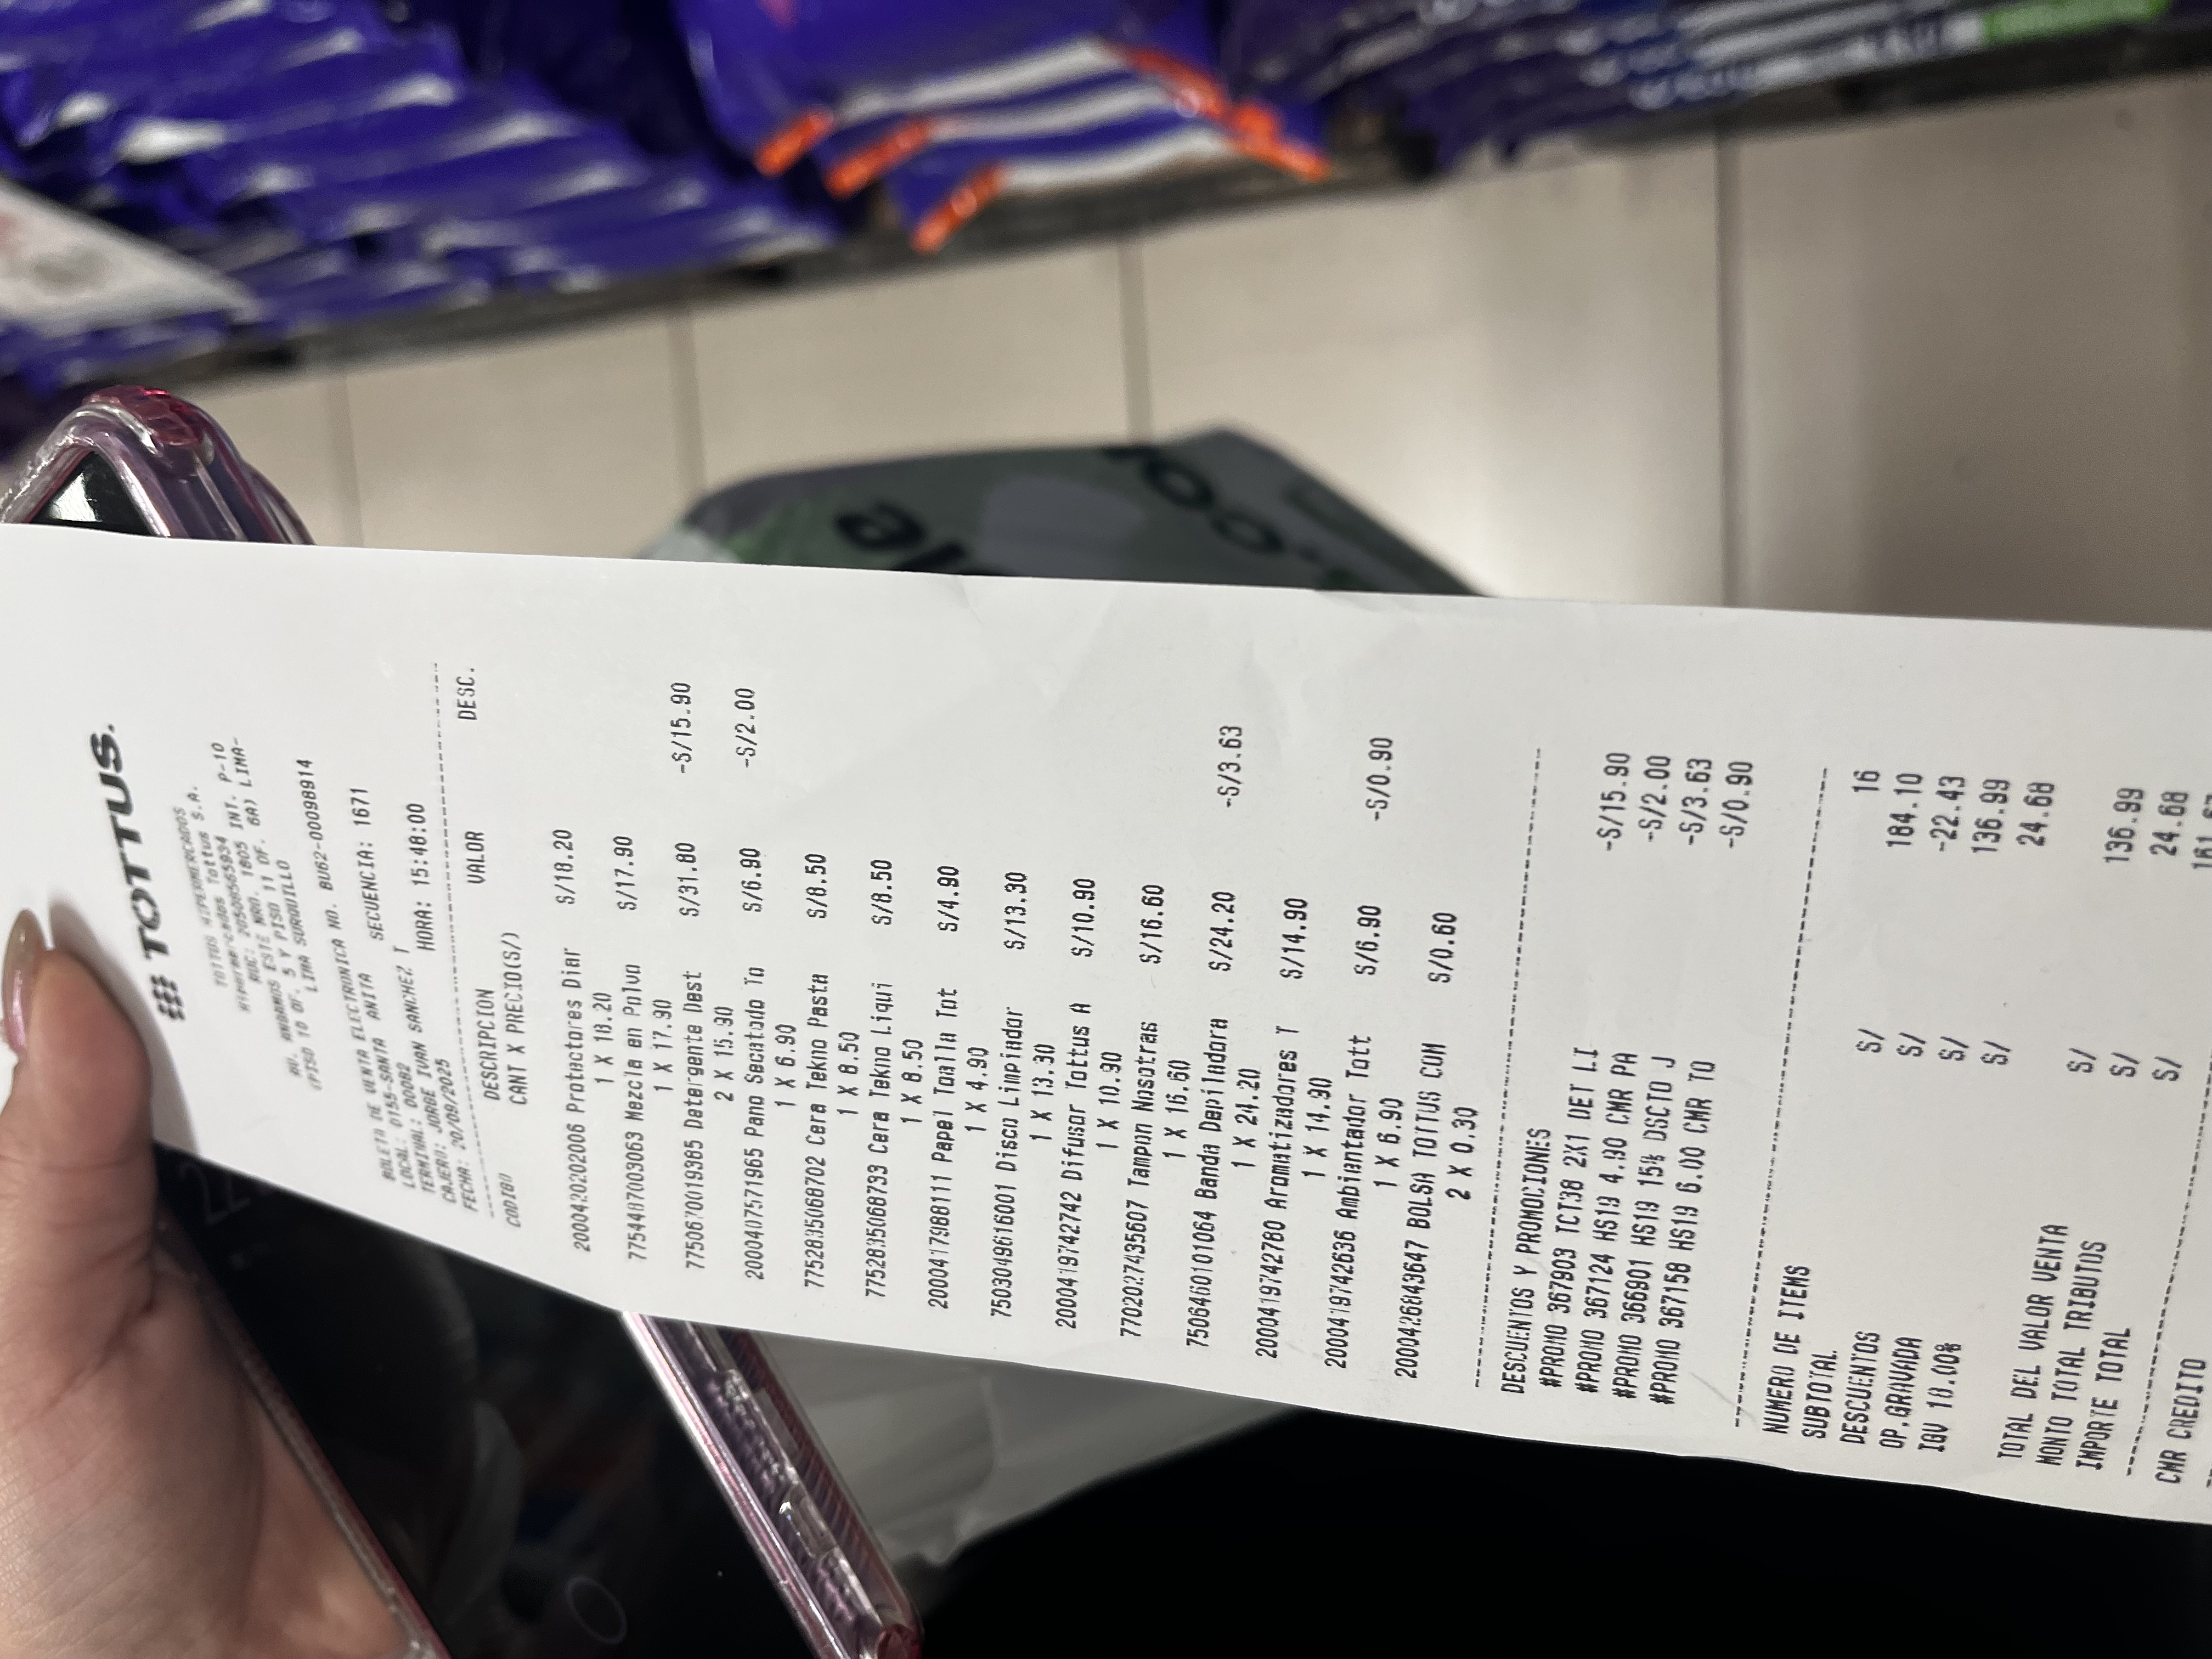 TOTTUS.
TOTTUS HIPERMERCADOS
Hipermercados Tottus S.A.
RUC: 20508565934
AV. ANGAMOS ESTE NRO. 1805 INT. P-10
(PISO 10 OF. 5 Y PISO 11 OF. 6A) LIMA-
LIMA SURQUILLO
BOLETA DE VENTA ELECTRONICA NO. BU62-00098914
LOCAL: 0155-SANTA ANITA SECUENCIA: 1671
TERMINAL: 00082
CAJERO: JORGE IVAN SANCHEZ T
FECHA: 20/09/2025 HORA: 15:48:00
CODIGO DESCRIPCION VALOR DESC.
CANT X PRECIO(S/)
2000420202006 Protectores Diar S/18.20
1 X 18.20
7754487003063 Mezcla en Polvo S/17.90
1 X 17.90
7750670019385 Detergente Dest S/31.80 -S/15.90
2 X 15.90
2000407571965 Pano Secatodo To S/6.90 -S/2.00
1 X 6.90
7752835068702 Cera Tekno Pasta S/8.50
1 X 8.50
7752835068733 Cera Tekno Liqui S/8.50
1 X 8.50
2000417988111 Papel Toalla Tot S/4.90
1 X 4.90
7503049616001 Disco Limpiador S/13.30
1 X 13.30
2000419742742 Difusor Tottus A S/10.90
1 X 10.90
7702027435607 Tampon Nosotras S/16.60
1 X 16.60
7506460101064 Banda Depiladora S/24.20 -S/3.63
1 X 24.20
2000419742780 Aromatizadores T S/14.90
1 X 14.90
2000419742636 Ambientador Tott S/6.90 -S/0.90
1 X 6.90
2000426843647 BOLSA TOTTUS COM S/0.60
2 X 0.30
DESCUENTOS Y PROMOCIONES
#PROMO 367903 TCT38 2X1 DET LI -S/15.90
#PROMO 367124 HS19 4.90 CMR PA -S/2.00
#PROMO 366901 HS19 15% DSCTO J -S/3.63
#PROMO 367158 HS19 6.00 CMR TO -S/0.90
NUMERO DE ITEMS 16
SUBTOTAL S/ 184.10
DESCUENTOS S/ -22.43
OP.GRAVADA S/ 136.99
IGV 18.00% S/ 24.68
TOTAL DEL VALOR VENTA S/ 136.99
MONTO TOTAL TRIBUTOS S/ 24.68
IMPORTE TOTAL S/ 161.67
CMR CREDITO